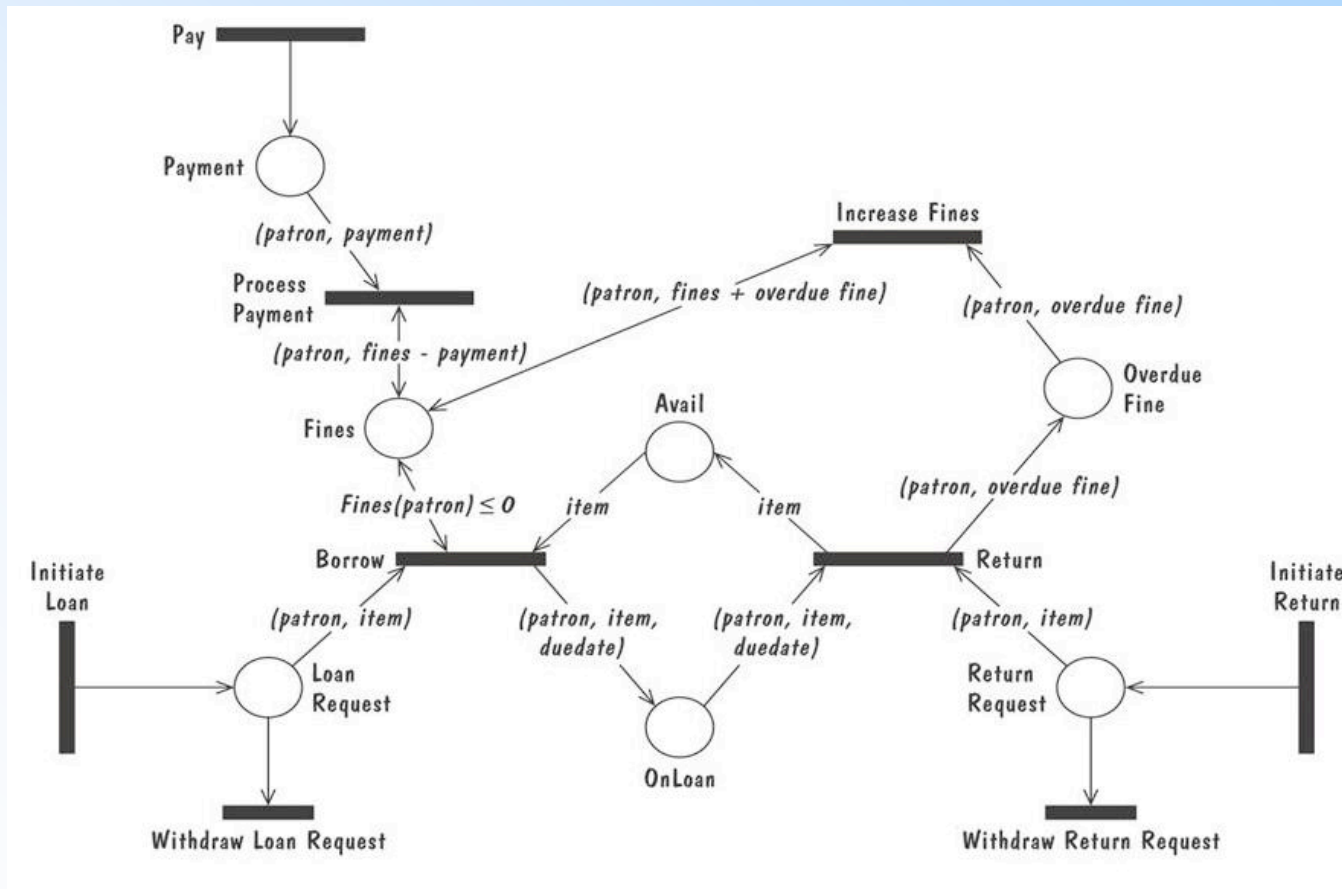 Pay
Payment
(patron, payment)
Increase Fines
Process
Payment
(patron, fines + overdue fine)
(patron, overdue fine)
(patron, fines - payment)
Overdue
Fine
Avail
Fines
(patron, overdue fine)
Fines(patron) ≤ 0
item
item
Borrow
Return
Initiate
Loan
Initiate
Return
(patron, item)
(patron, item,
duedate)
(patron, item,
duedate)
(patron, item)
Loan
Request
Return
Request
OnLoan
Withdraw Loan Request
Withdraw Return Request